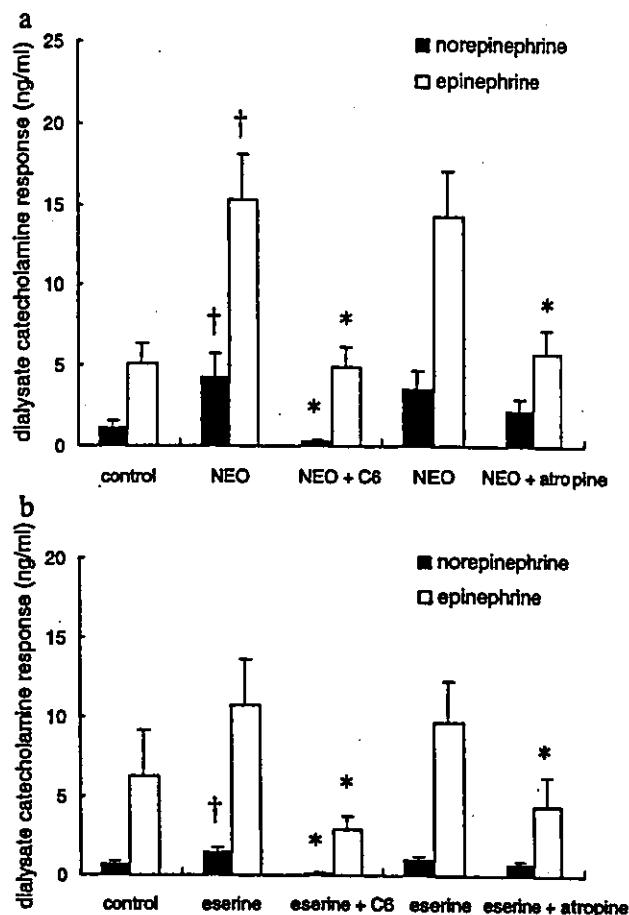 a
dialysate catecholamine response (ng/ml)
25
20
15
10
5
0
■ norepinephrine
□ epinephrine
†
†
*
*
*
control NEO NEO + C6 NEO NEO + atropine
b
dialysate catecholamine response (ng/ml)
20
15
10
5
0
■ norepinephrine
□ epinephrine
†
*
*
*
control eserine eserine + C6 eserine eserine + atropine